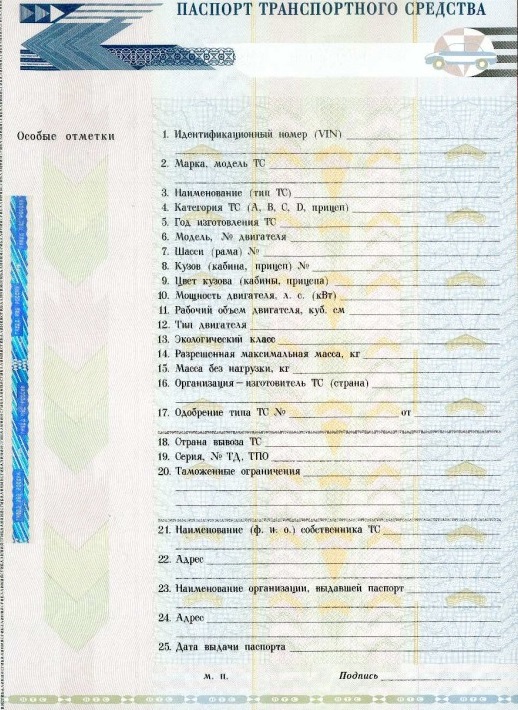 ПАСПОРТ ТРАНСПОРТНОГО СРЕДСТВА
Особые отметки
1. Идентификационный номер (VIN)
2. Марка, модель ТС
3. Наименование (тип ТС)
4. Категория ТС (A, B, C, D, прицеп)
5. Год изготовления ТС
6. Модель, № двигателя
7. Шасси (рама) №
8. Кузов (кабина, прицеп) №
9. Цвет кузова (кабины, прицепа)
10. Мощность двигателя, л. с. (кВт)
11. Рабочий объем двигателя, куб. см
12. Тип двигателя
13. Экологический класс
14. Разрешенная максимальная масса, кг
15. Масса без нагрузки, кг
16. Организация – изготовитель ТС (страна)
17. Одобрение типа ТС № от
18. Страна вывоза ТС
19. Серия, № ТД, ТПО
20. Таможенные ограничения
21. Наименование (ф. и. о.) собственника ТС
22. Адрес
23. Наименование организации, выдавшей паспорт
24. Адрес
25. Дата выдачи паспорта
м. п. Подпись